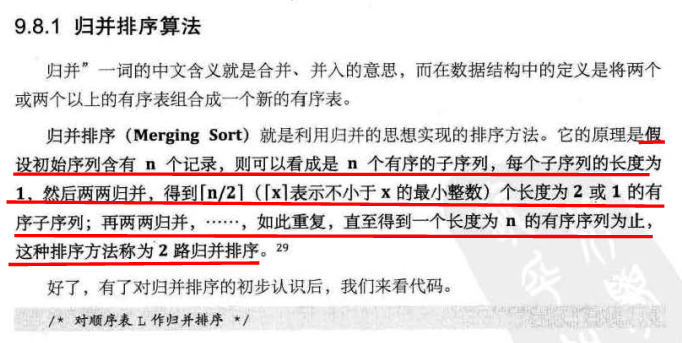 9.8.1 归并排序算法
归并”一词的中文含义就是合并、并入的意思，而在数据结构中的定义是将两个
或两个以上的有序表组合成一个新的有序表。
归并排序（Merging Sort）就是利用归并的思想实现的排序方法。它的原理是假
设初始序列含有 n 个记录，则可以看成是 n 个有序的子序列，每个子序列的长度为
1，然后两两归并，得到⌈n/2⌉（⌈x⌉表示不小于 x 的最小整数）个长度为 2 或 1 的有
序子序列；再两两归并，……，如此重复，直至得到一个长度为 n 的有序序列为止，
这种排序方法称为 2 路归并排序。29
好了，有了对归并排序的初步认识后，我们来看代码。
/* 对顺序表 L 作归并排序 */